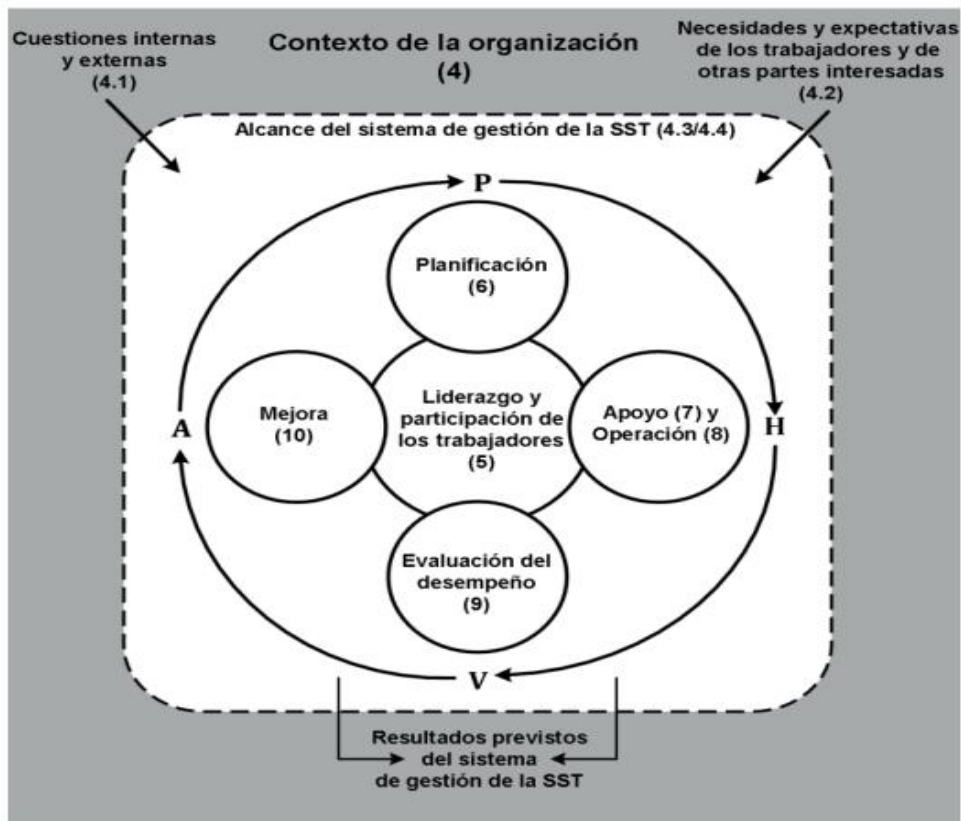 Cuestiones internas
y externas
(4.1)
Contexto de la organización
(4)
Necesidades y expectativas
de los trabajadores y de
otras partes interesadas
(4.2)
Alcance del sistema de gestión de la SST (4.3/4.4)
P
Planificación
(6)
A
Mejora
(10)
Liderazgo y
participación de
los trabajadores
(5)
Apoyo (7) y
Operación (8)
H
Evaluación del
desempeño
(9)
V
Resultados previstos
del sistema
de gestión de la SST